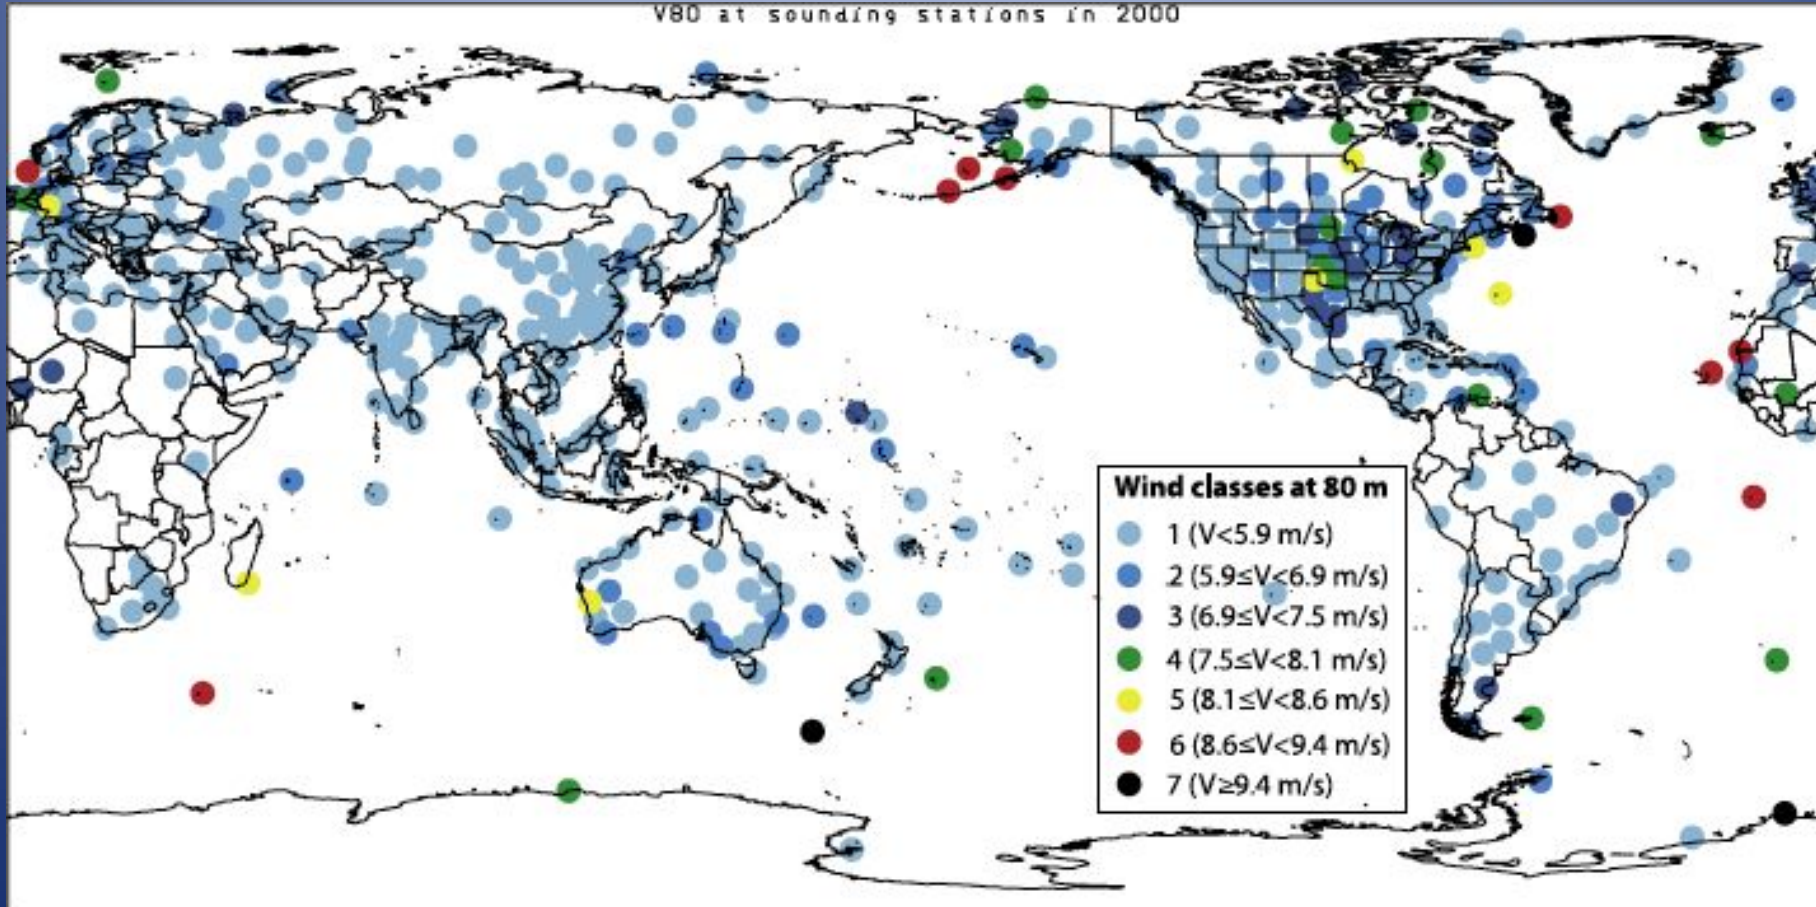 V80 at sounding stations in 2000
Wind classes at 80 m
1 (V<5.9 m/s)
2 (5.9≤V<6.9 m/s)
3 (6.9≤V<7.5 m/s)
4 (7.5≤V<8.1 m/s)
5 (8.1≤V<8.6 m/s)
6 (8.6≤V<9.4 m/s)
7 (V≥9.4 m/s)